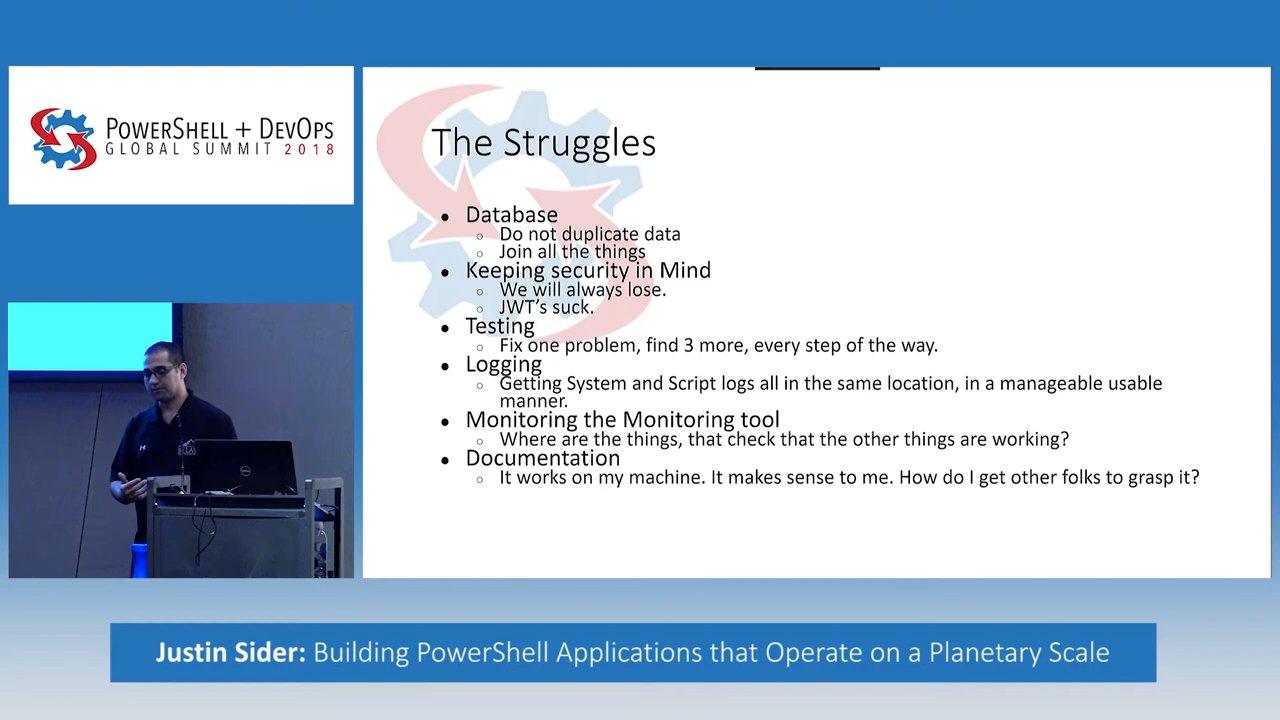 POWERSHELL + DEVOPS
GLOBAL SUMMIT 2018
The Struggles
● Database
○ Do not duplicate data
○ Join all the things
● Keeping security in Mind
○ We will always lose.
○ JWT's suck.
● Testing
○ Fix one problem, find 3 more, every step of the way.
● Logging
○ Getting System and Script logs all in the same location, in a manageable usable
manner.
● Monitoring the Monitoring tool
○ Where are the things, that check that the other things are working?
● Documentation
○ It works on my machine. It makes sense to me. How do I get other folks to grasp it?
DELL
Justin Sider: Building PowerShell Applications that Operate on a Planetary Scale